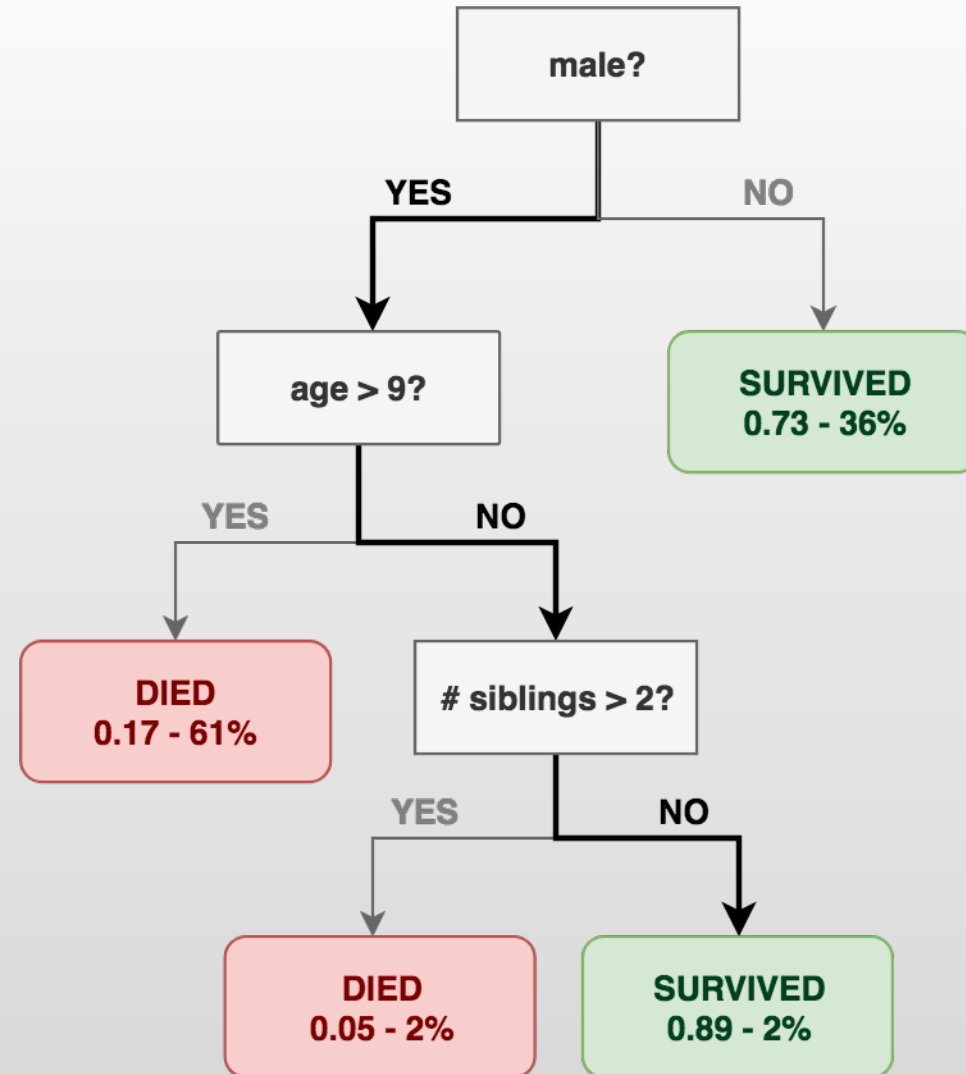 male?
YES
NO
age > 9?
SURVIVED
0.73 - 36%
YES
NO
DIED
0.17 - 61%
# siblings > 2?
YES
NO
DIED
0.05 - 2%
SURVIVED
0.89 - 2%